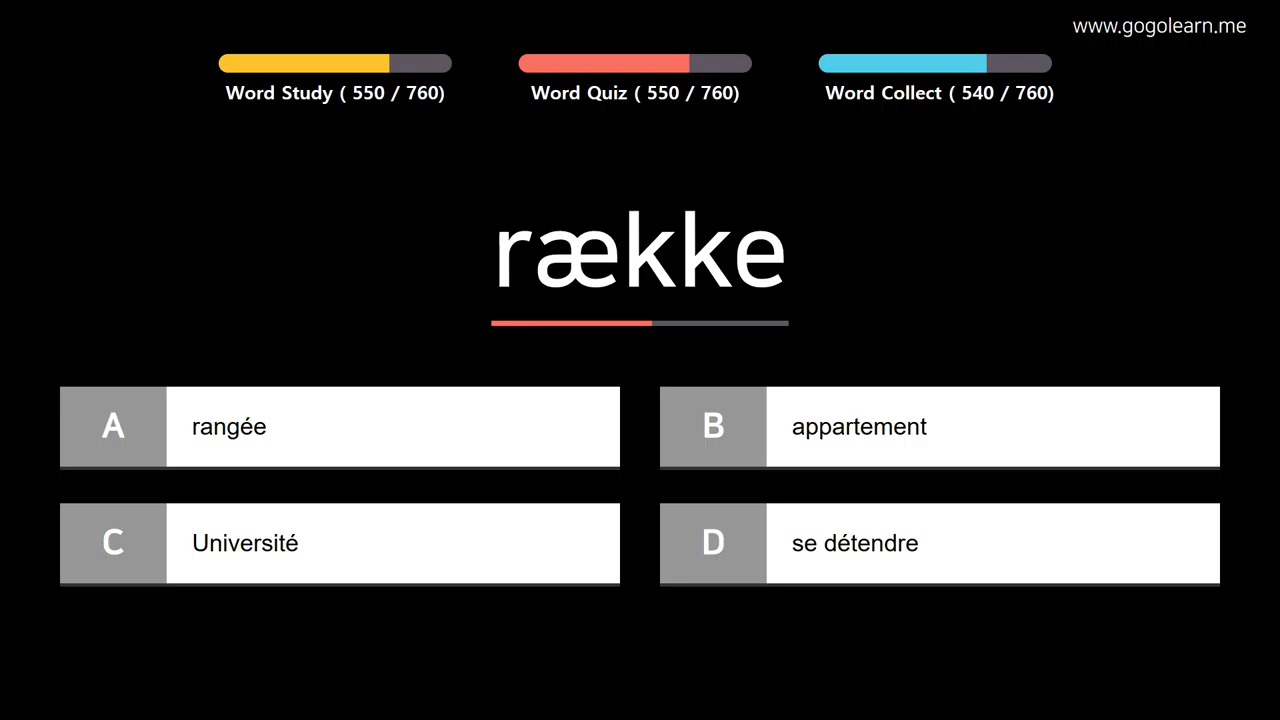 www.gogolearn.me
Word Study ( 550 / 760)
Word Quiz ( 550 / 760)
Word Collect ( 540 / 760)
række
A rangée
B appartement
C Université
D se détendre